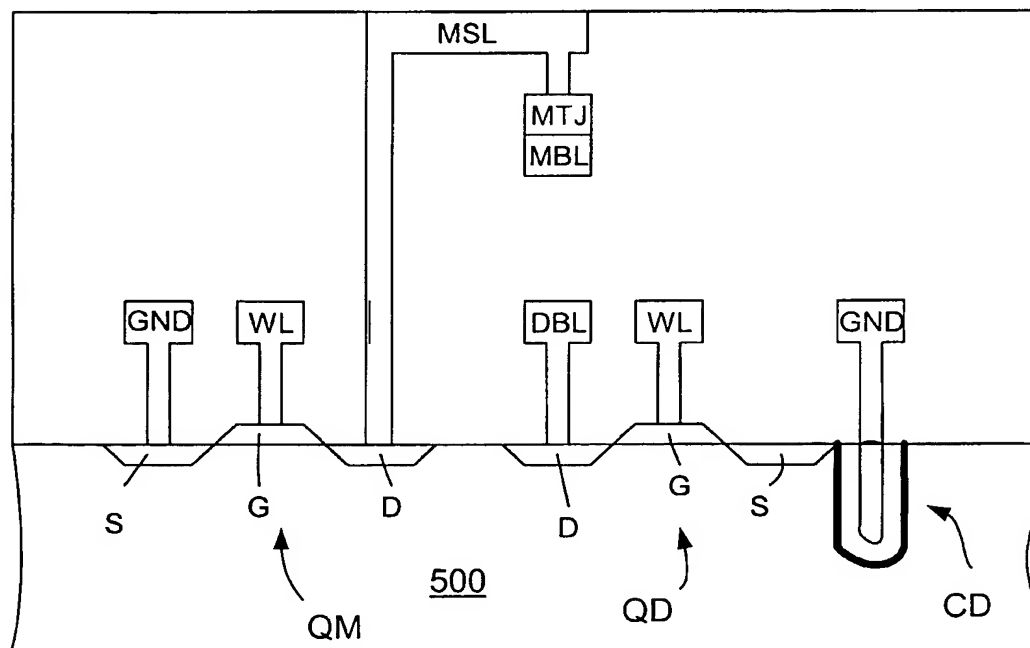 MSL
MTJ
MBL
GND WL DBL WL GND
S G D D G S
500
QM QD CD